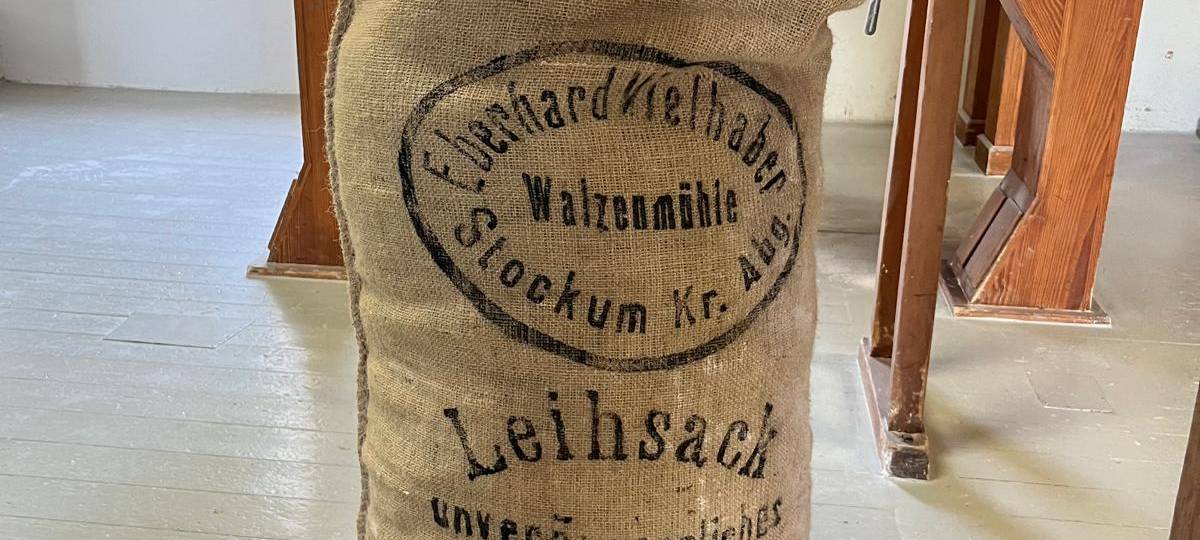 Eberhard Vielhaber
Walzenmühle
Stockum Kr. Abg.
Leihsack